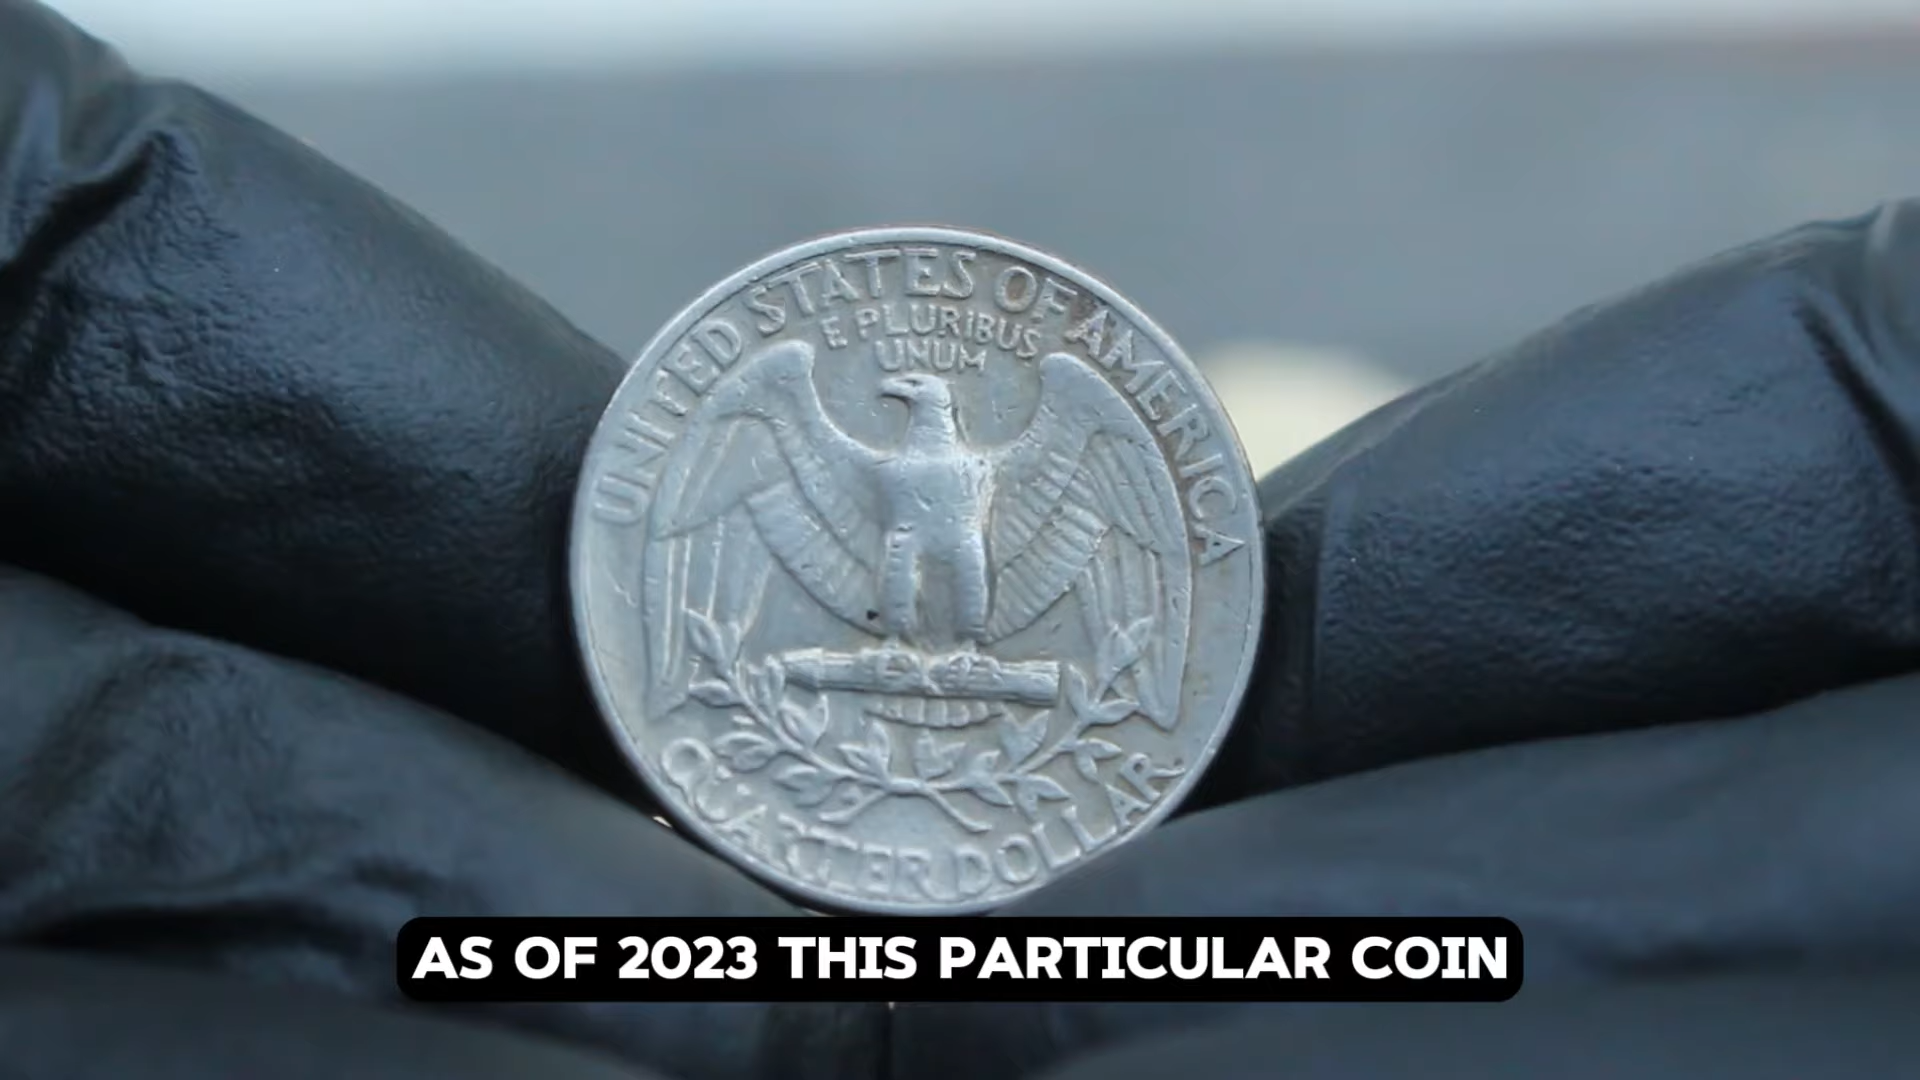 UNITED STATES OF AMERICA
E PLURIBUS
UNUM
QUARTER DOLLAR
AS OF 2023 THIS PARTICULAR COIN